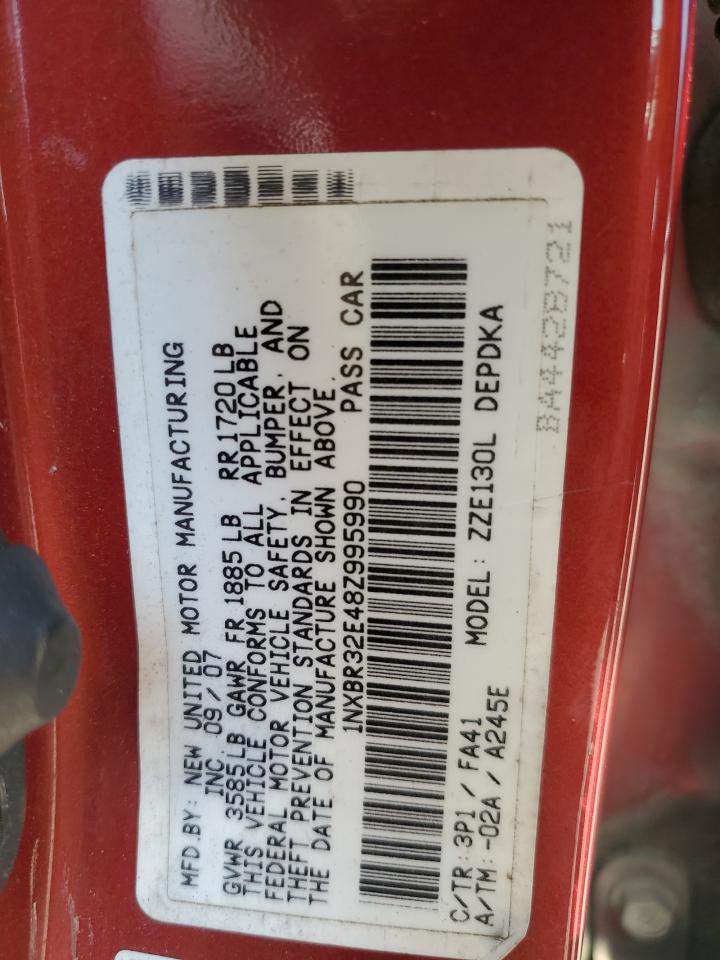 MFD.BY: NEW UNITED MOTOR MANUFACTURING
INC. 09/07
GVWR 3585LB GAWR FR 1885LB RR1720LB
THIS VEHICLE CONFORMS TO ALL APPLICABLE
FEDERAL MOTOR VEHICLE SAFETY, BUMPER, AND
THEFT PREVENTION STANDARDS IN EFFECT ON
THE DATE OF MANUFACTURE SHOWN ABOVE.
1NXBR32E48Z995990 PASS CAR
C/TR:3P1 / FA41 MODEL: ZZE130L DEPDKA
A/TM:-02A / A245E
BA4428721